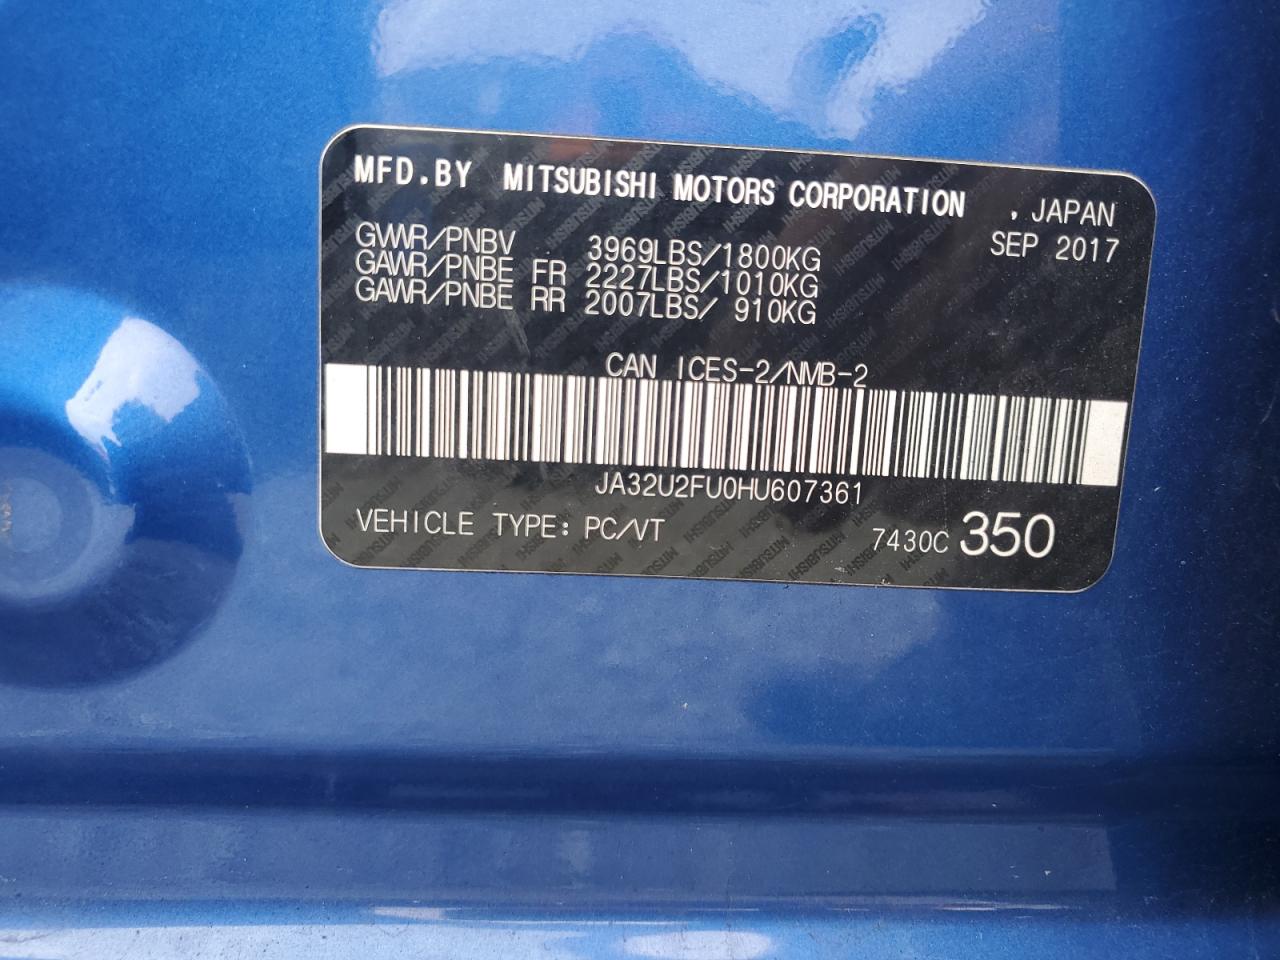 MFD.BY MITSUBISHI MOTORS CORPORATION , JAPAN
SEP 2017
GVWR/PNBV 3969LBS/1800KG
GAWR/PNBE FR 2227LBS/1010KG
GAWR/PNBE RR 2007LBS/ 910KG
CAN ICES-2/NMB-2
JA32U2FU0HU607361
VEHICLE TYPE: PC/VT 7430C 350